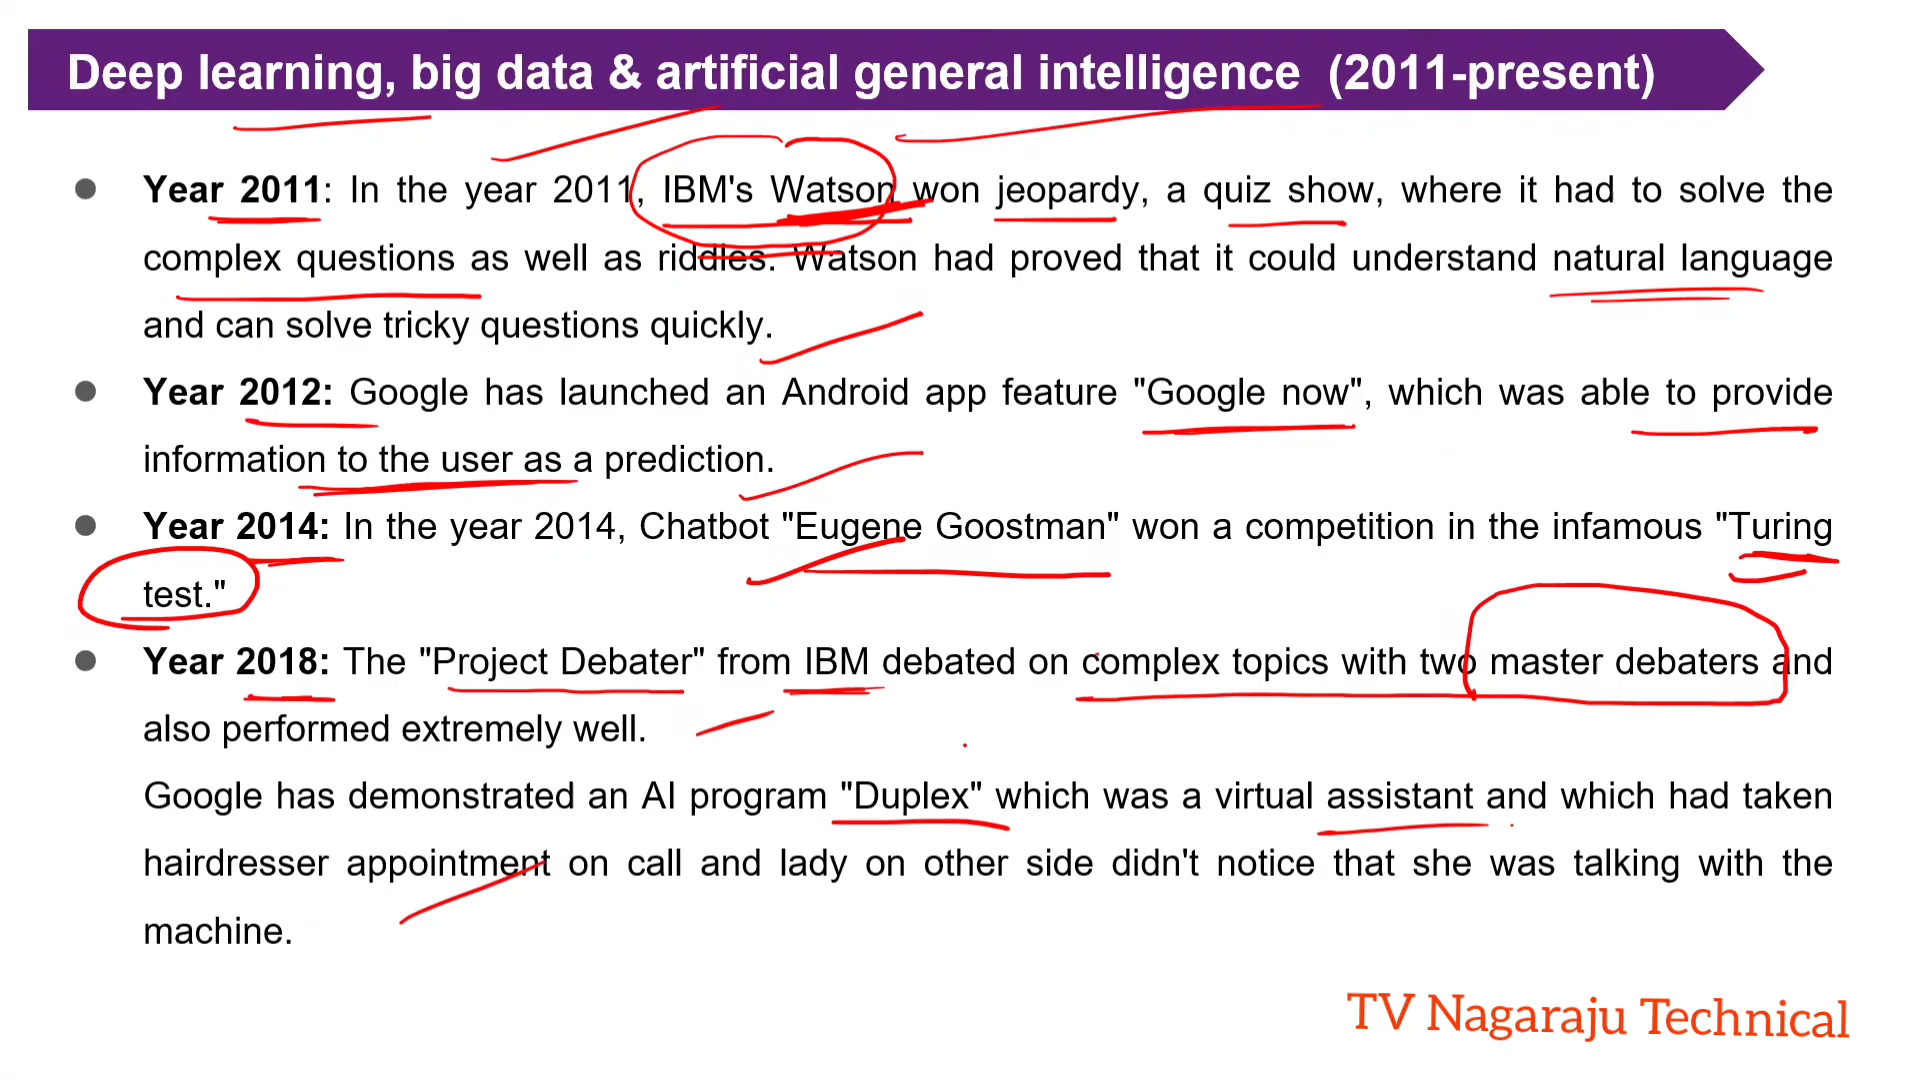 Deep learning, big data & artificial general intelligence (2011-present)
Year 2011: In the year 2011, IBM's Watson won jeopardy, a quiz show, where it had to solve the
complex questions as well as riddles. Watson had proved that it could understand natural language
and can solve tricky questions quickly.
Year 2012: Google has launched an Android app feature "Google now", which was able to provide
information to the user as a prediction.
Year 2014: In the year 2014, Chatbot "Eugene Goostman" won a competition in the infamous "Turing
test."
Year 2018: The "Project Debater" from IBM debated on complex topics with two master debaters and
also performed extremely well.
Google has demonstrated an AI program "Duplex" which was a virtual assistant and which had taken
hairdresser appointment on call and lady on other side didn't notice that she was talking with the
machine.
TV Nagaraju Technical